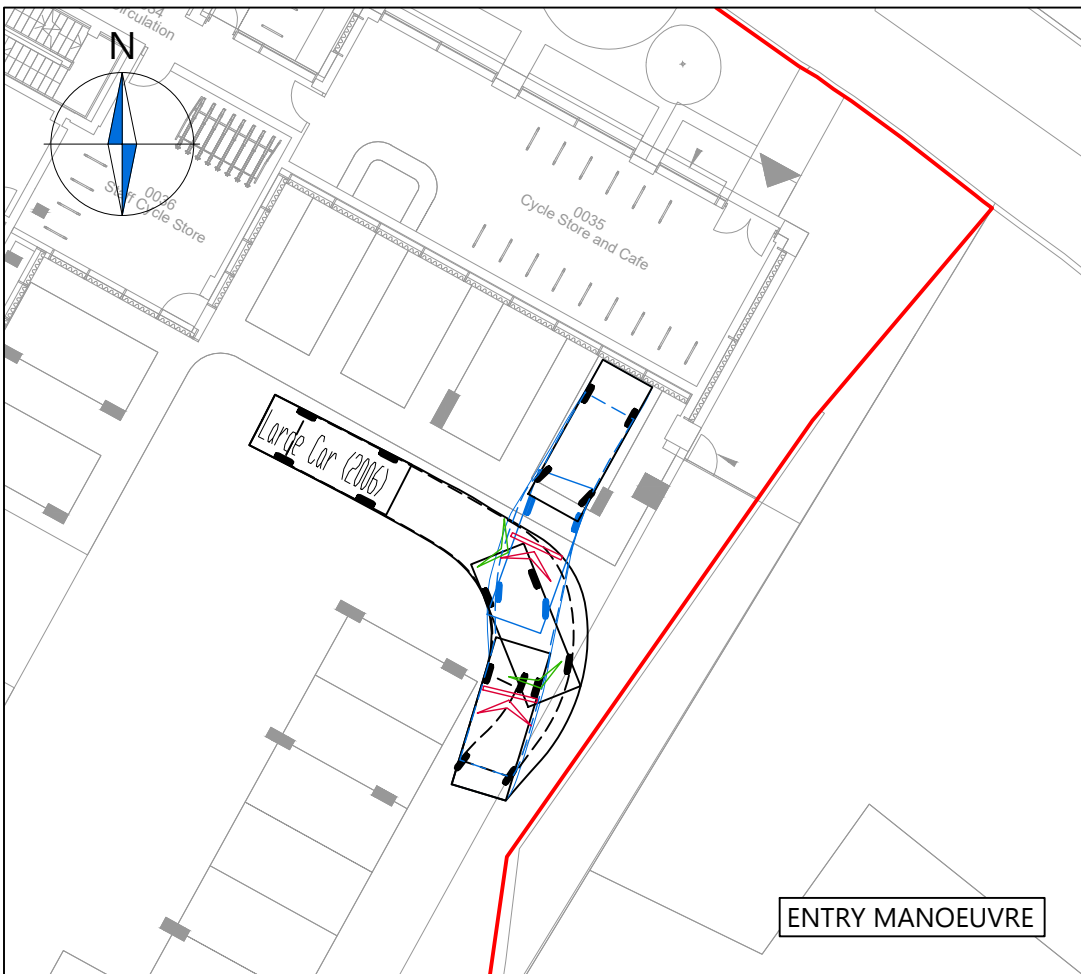 Circulation
N
0036
Staff Cycle Store
0035
Cycle Store and Cafe
Large Car (2006)
ENTRY MANOEUVRE